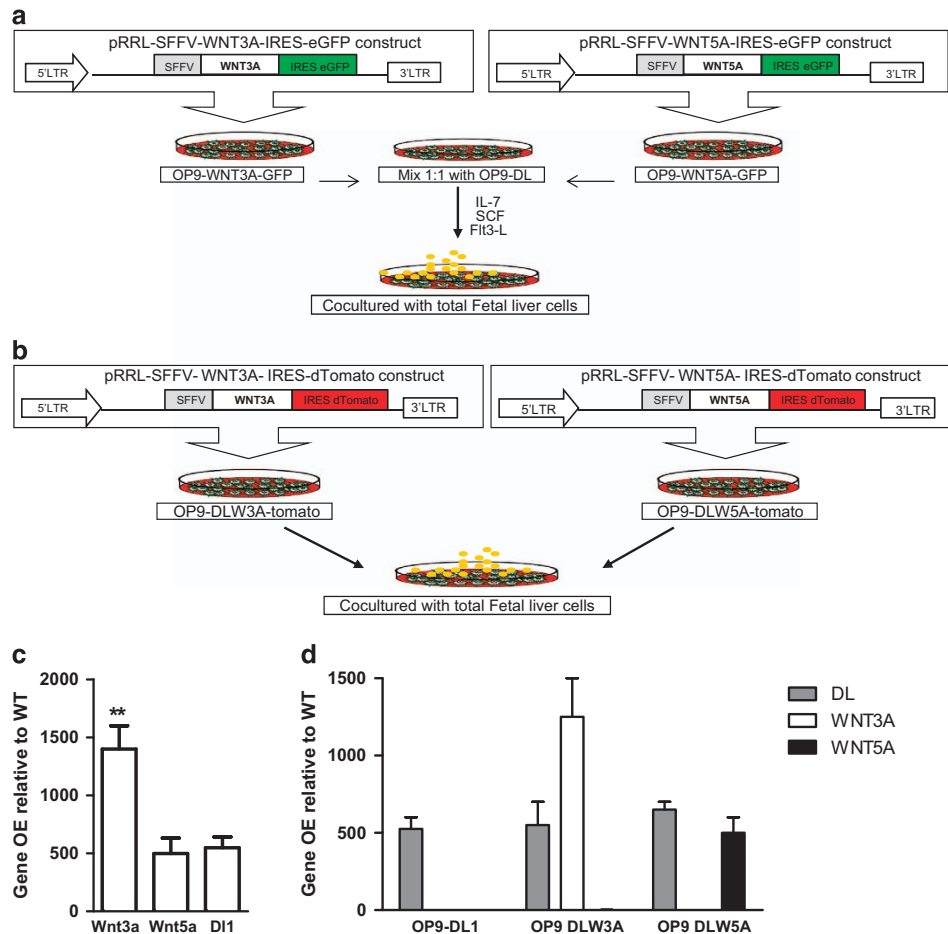 a
pRRL-SFFV-WNT3A-IRES-eGFP construct
5'LTR
SFFV
WNT3A
IRES eGFP
3'LTR
pRRL-SFFV-WNT5A-IRES-eGFP construct
5'LTR
SFFV
WNT5A
IRES eGFP
3'LTR
OP9-WNT3A-GFP
Mix 1:1 with OP9-DL
OP9-WNT5A-GFP
IL-7
SCF
Flt3-L
Cocultured with total Fetal liver cells
b
pRRL-SFFV- WNT3A- IRES-dTomato construct
5'LTR
SFFV
WNT3A
IRES dTomato
3'LTR
pRRL-SFFV- WNT5A- IRES-dTomato construct
5'LTR
SFFV
WNT5A
IRES dTomato
3'LTR
OP9-DLW3A-tomato
OP9-DLW5A-tomato
Cocultured with total Fetal liver cells
c
Gene OE relative to WT
2000
1500
1000
500
0
**
Wnt3a Wnt5a Dl1
d
Gene OE relative to WT
1500
1000
500
0
OP9-DL1 OP9 DLW3A OP9 DLW5A
DL
WNT3A
WNT5A